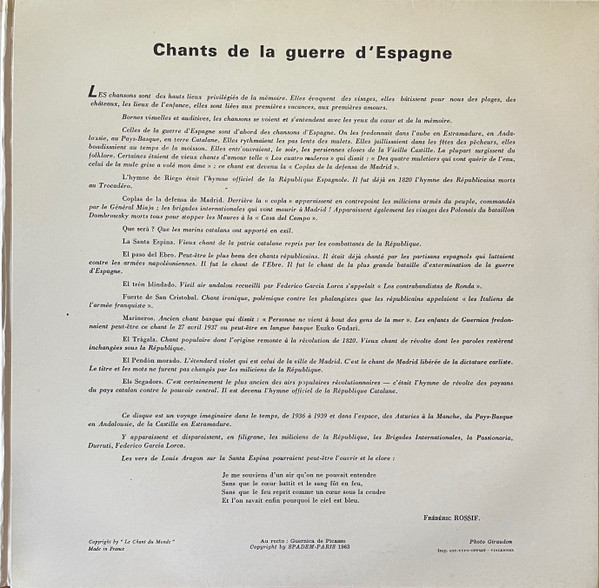 Chants de la guerre d'Espagne
LES chansons sont des hauts lieux privilégiés de la mémoire. Elles évoquent des visages, elles bâtissent pour nous des plages, des
châteaux, les lieux de l'enfance, elles sont liées aux premières vacances, aux premières amours.
Bornes visuelles et auditives, les chansons se voient et s'entendent avec les yeux du cœur et de la mémoire.
Celles de la guerre d'Espagne sont d'abord des chansons d'Espagne. On les fredonnait dans l'aube en Estramadure, en Anda-
lousie, au Pays-Basque, en terre Catalane. Elles rythmaient les pas lents des mulets. Elles jaillissaient dans les fêtes des pêcheurs, elles
bondissaient au temps de la moisson. Elles entr'ouvraient, le soir, les persiennes closes de la Vieille Castille. La plupart surgissent du
folklore. Certaines étaient de vieux chants d'amour telle « Los cuatro muleros » qui disait : « Des quatre muletiers qui vont quérir de l'eau,
celui de la mule grise a volé mon âme » ; ce chant est devenu la « Coplas de la defensa de Madrid ».
L'hymne de Riego était l'hymne officiel de la République Espagnole. Il fut déjà en 1820 l'hymne des Républicains morts
au Trocadéro.
Coplas de la defensa de Madrid. Derrière la « copla » apparaissent en contrepoint les miliciens armés du peuple, commandés
par le Général Miaja ; les brigades internationales qui vont mourir à Madrid ! Apparaissent également les visages des Polonais du bataillon
Dombrowsky morts tous pour stopper les Maures à la « Casa del Campo ».
Que sera ? Que les marins catalans ont apporté en exil.
La Santa Espina. Vieux chant de la patrie catalane repris par les combattants de la République.
El paso del Ebro. Peut-être le plus beau des chants républicains. Il était déjà chanté par les partisans espagnols qui luttaient
contre les armées napoléoniennes. Il fut le chant de l'Ebre. Il fut le chant de la plus grande bataille d'extermination de la guerre
d'Espagne.
El trén blindado. Vieil air andalou recueilli par Federico Garcia Lorca s'appelait « Los contrabandistas de Ronda ».
Fuerte de San Cristobal. Chant ironique, polémique contre les phalangistes que les républicains appelaient « les Italiens de
l'armée franquiste ».
Marineros. Ancien chant basque qui disait : « Personne ne vient à bout des gens de la mer ». Les enfants de Guernica fredon-
naient peut-être ce chant le 27 avril 1937 ou peut-être en langue basque Euzko Gudari.
El Trágala. Chant populaire dont l'origine remonte à la révolution de 1820. Vieux chant de révolte dont les paroles restèrent
inchangées sous la République.
El Pendón morado. L'étendard violet qui est celui de la ville de Madrid. C'est le chant de Madrid libérée de la dictature carliste.
Le titre et les mots ne furent pas changés par les miliciens de la République.
Els Segadors. C'est certainement le plus ancien des airs populaires révolutionnaires — c'était l'hymne de révolte des paysans
du pays catalan contre le pouvoir central. Il est devenu l'hymne officiel de la République Catalane.
Ce disque est un voyage imaginaire dans le temps, de 1936 à 1939 et dans l'espace, des Asturies à la Manche, du Pays-Basque
en Andalousie, de la Castille en Estramadure.
Y apparaissent et disparaissent, en filigrane, les miliciens de la République, les Brigades Internationales, la Passionaria,
Durruti, Federico Garcia Lorca.
Les vers de Louis Aragon sur la Santa Espina pourraient peut-être l'ouvrir et la clore :
Je me souviens d'un air qu'on ne pouvait entendre
Sans que le cœur battit et le sang fût en feu,
Sans que le feu reprit comme un cœur sous la cendre
Et l'on savait enfin pourquoi le ciel est bleu.
Frédéric ROSSIF.
Copyright by " Le Chant du Monde "
Made in France
Au recto : Guernica de Picasso
Copyright by SPADEM-PARIS 1963
Photo Giraudon